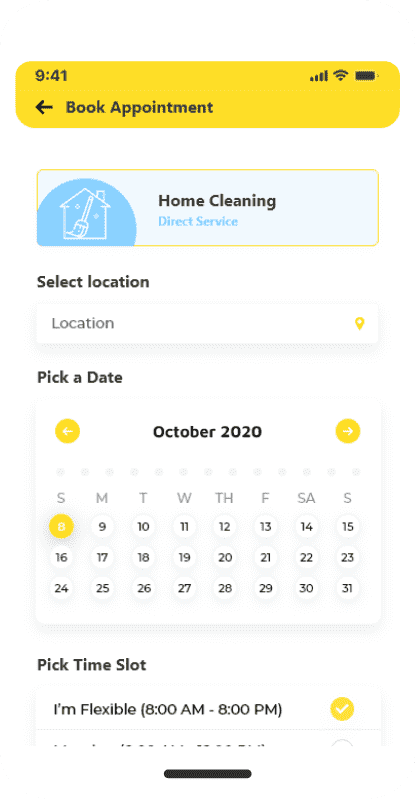 9:41
Book Appointment
Home Cleaning
Direct Service
Select location
Location
Pick a Date
October 2020
S M T W TH F SA S
8 9 10 11 12 13 14 15
16 17 18 19 20 21 22 23
24 25 26 27 28 29 30 31
Pick Time Slot
I'm Flexible (8:00 AM - 8:00 PM)